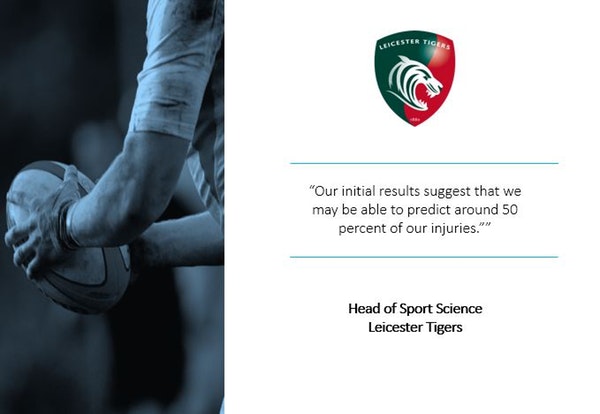 LEICESTER TIGERS
1880
“Our initial results suggest that we
may be able to predict around 50
percent of our injuries.””
Head of Sport Science
Leicester Tigers